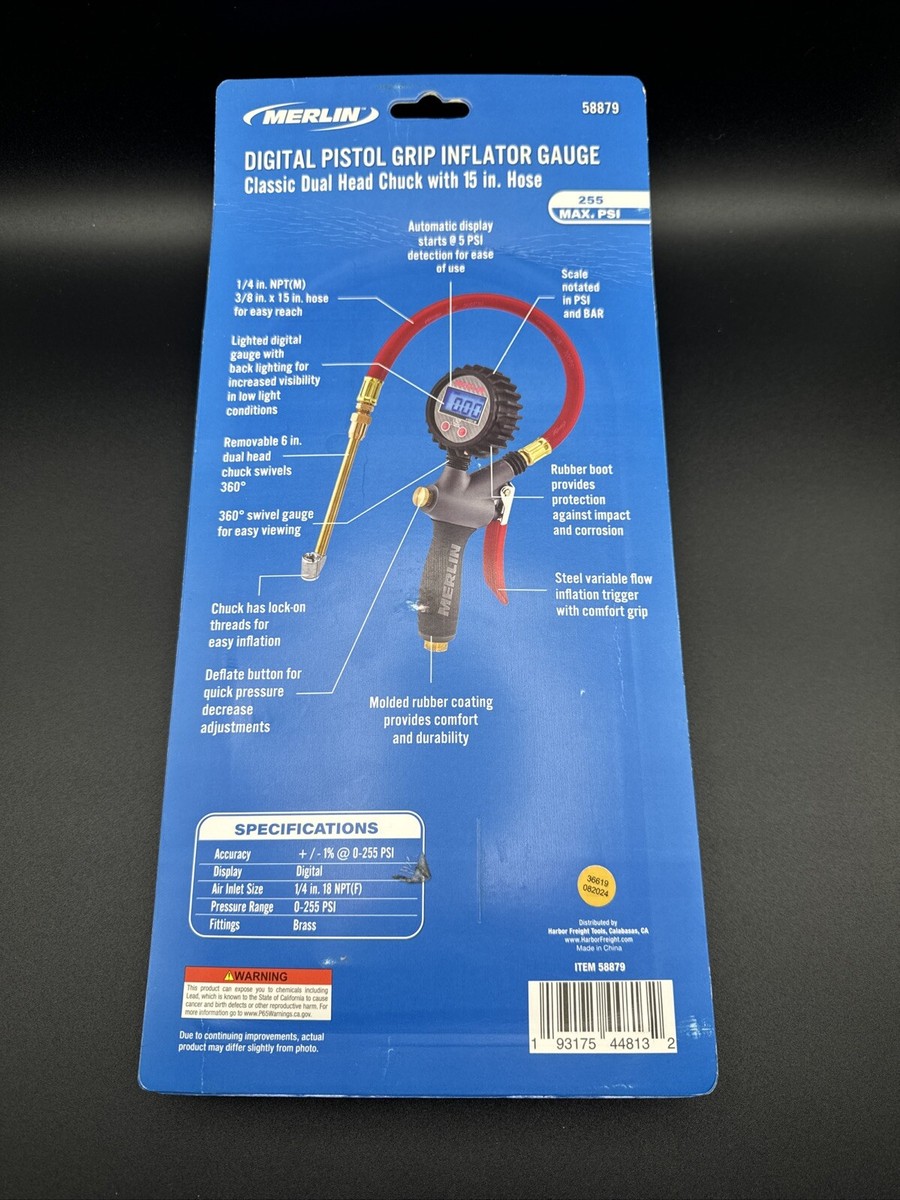 MERLIN™
58879
DIGITAL PISTOL GRIP INFLATOR GAUGE
Classic Dual Head Chuck with 15 in. Hose
255
MAX. PSI
Automatic display
starts @ 5 PSI
detection for ease
of use
1/4 in. NPT(M)
3/8 in. x 15 in. hose
for easy reach
Scale
notated
in PSI
and BAR
Lighted digital
gauge with
back lighting for
increased visibility
in low light
conditions
000
Removable 6 in.
dual head
chuck swivels
360°
Rubber boot
provides
protection
against impact
and corrosion
360° swivel gauge
for easy viewing
MERLIN
Steel variable flow
inflation trigger
with comfort grip
Chuck has lock-on
threads for
easy inflation
Deflate button for
quick pressure
decrease
adjustments
Molded rubber coating
provides comfort
and durability
SPECIFICATIONS
Accuracy + / - 1% @ 0-255 PSI
Display Digital
Air Inlet Size 1/4 in. 18 NPT(F)
Pressure Range 0-255 PSI
Fittings Brass
36619
082024
Distributed by
Harbor Freight Tools, Calabasas, CA
www.HarborFreight.com
Made in China
ITEM 58879
WARNING
This product can expose you to chemicals including
Lead, which is known to the State of California to cause
cancer and birth defects or other reproductive harm. For
more information go to www.P65Warnings.ca.gov.
Due to continuing improvements, actual
product may differ slightly from photo.
1 93175 44813 2